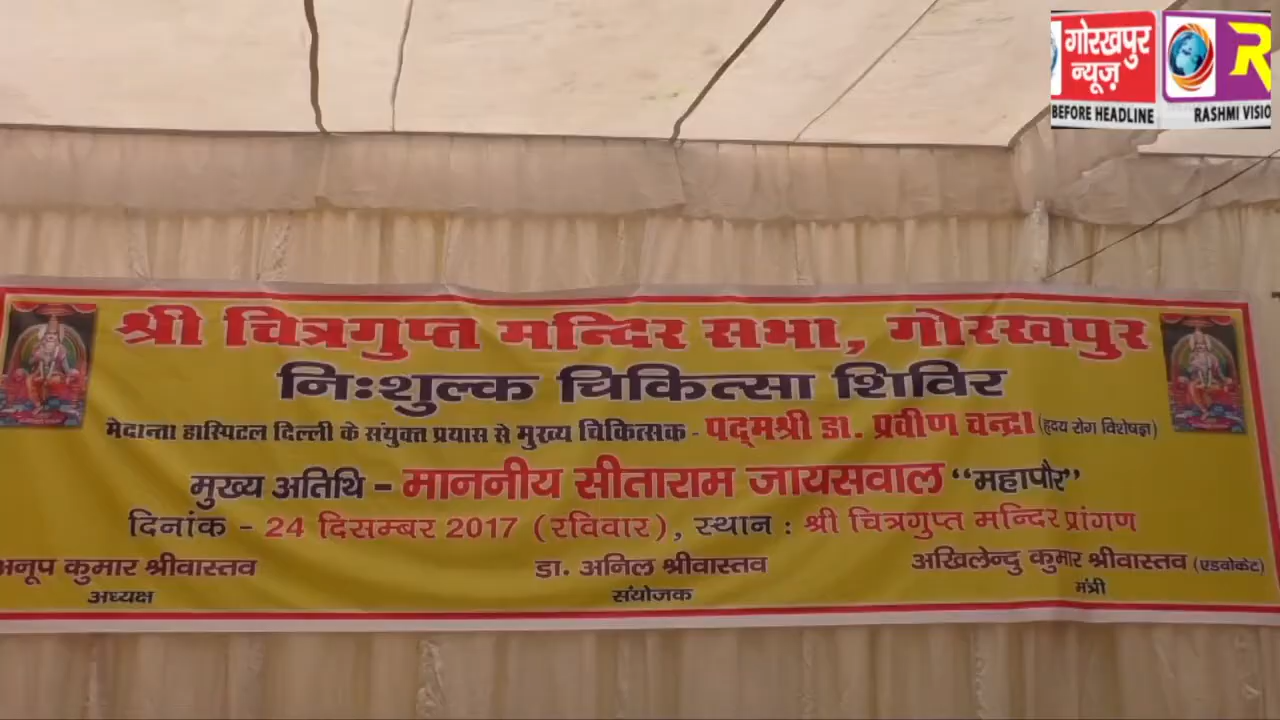 गोरखपुर
न्यूज़
BEFORE HEADLINE
R
RASHMI VISIO
श्री चित्रगुप्त मन्दिर सभा, गोरखपुर
निःशुल्क चिकित्सा शिविर
मेदान्ता हास्पिटल दिल्ली के संयुक्त प्रयास से मुख्य चिकित्सक - पद्मश्री डा. प्रवीण चन्द्रा (हृदय रोग विशेषज्ञ)
मुख्य अतिथि - माननीय सीताराम जायसवाल “महापौर”
दिनांक - 24 दिसम्बर 2017 (रविवार), स्थान : श्री चित्रगुप्त मन्दिर प्रांगण
अनूप कुमार श्रीवास्तव डा. अनिल श्रीवास्तव अखिलेन्दु कुमार श्रीवास्तव (एडवोकेट)
अध्यक्ष संयोजक मंत्री